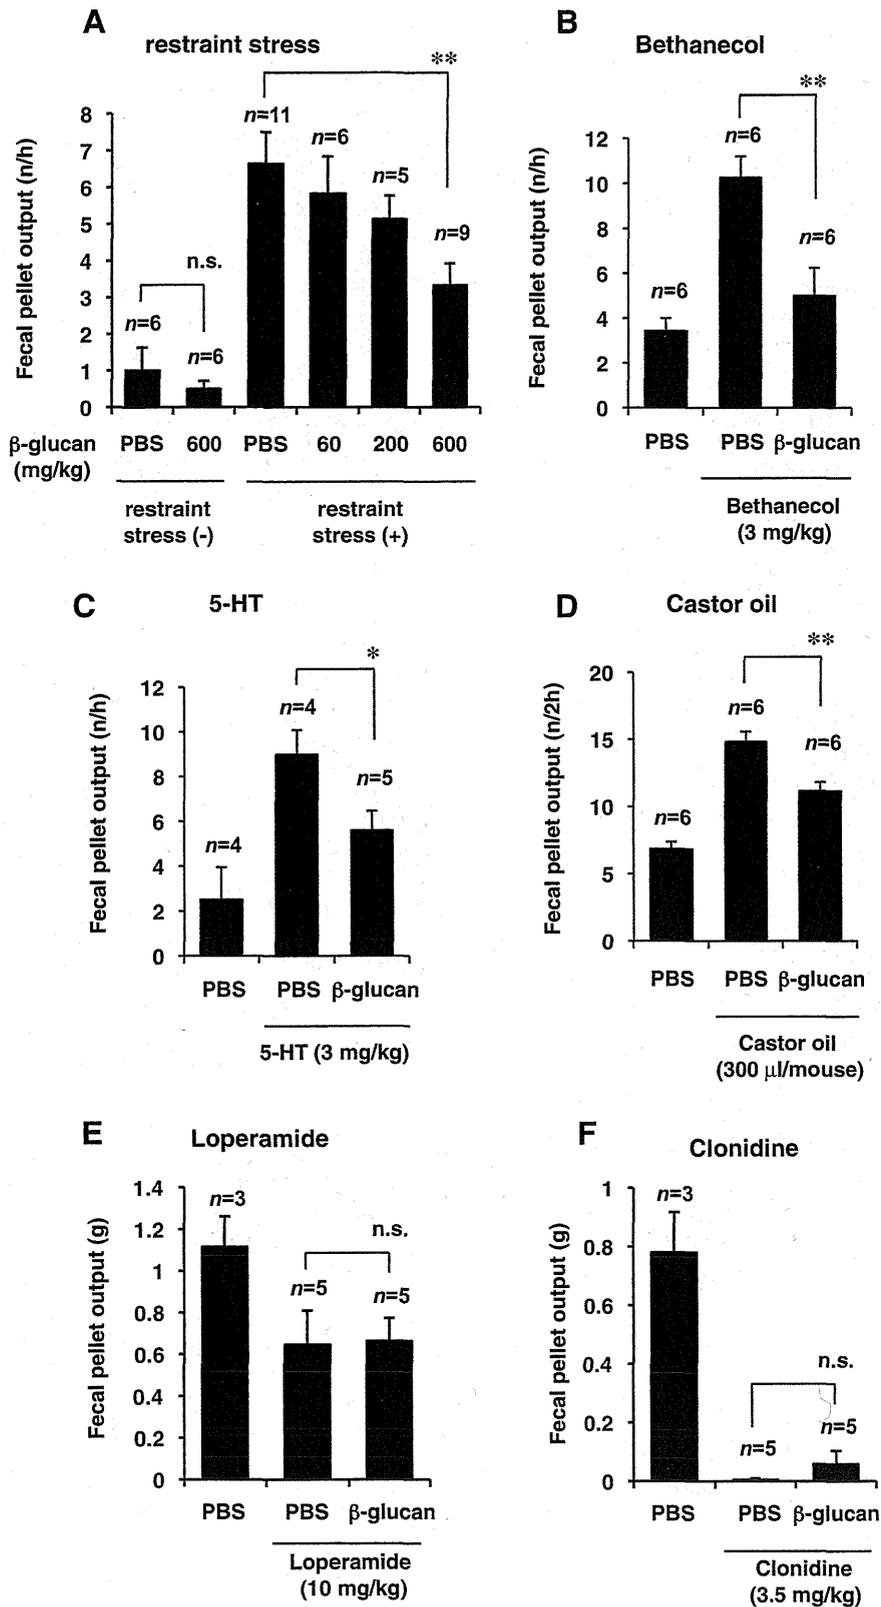 A
restraint stress
**
Fecal pellet output (n/h)
8
7
6
5
4
3
2
1
0
n=11
n=6
n=5
n=9
n.s.
n=6
n=6
β-glucan
(mg/kg)
PBS 600 PBS 60 200 600
restraint
stress (-)
restraint
stress (+)
B
Bethanecol
**
Fecal pellet output (n/h)
12
10
8
6
4
2
0
n=6
n=6
n=6
PBS PBS β-glucan
Bethanecol
(3 mg/kg)
C
5-HT
*
Fecal pellet output (n/h)
12
10
8
6
4
2
0
n=4
n=4
n=5
PBS PBS β-glucan
5-HT (3 mg/kg)
D
Castor oil
**
Fecal pellet output (n/2h)
20
15
10
5
0
n=6
n=6
n=6
PBS PBS β-glucan
Castor oil
(300 μl/mouse)
E
Loperamide
Fecal pellet output (g)
1.4
1.2
1
0.8
0.6
0.4
0.2
0
n=3
n.s.
n=5
n=5
PBS PBS β-glucan
Loperamide
(10 mg/kg)
F
Clonidine
Fecal pellet output (g)
1
0.8
0.6
0.4
0.2
0
n=3
n.s.
n=5
n=5
PBS PBS β-glucan
Clonidine
(3.5 mg/kg)